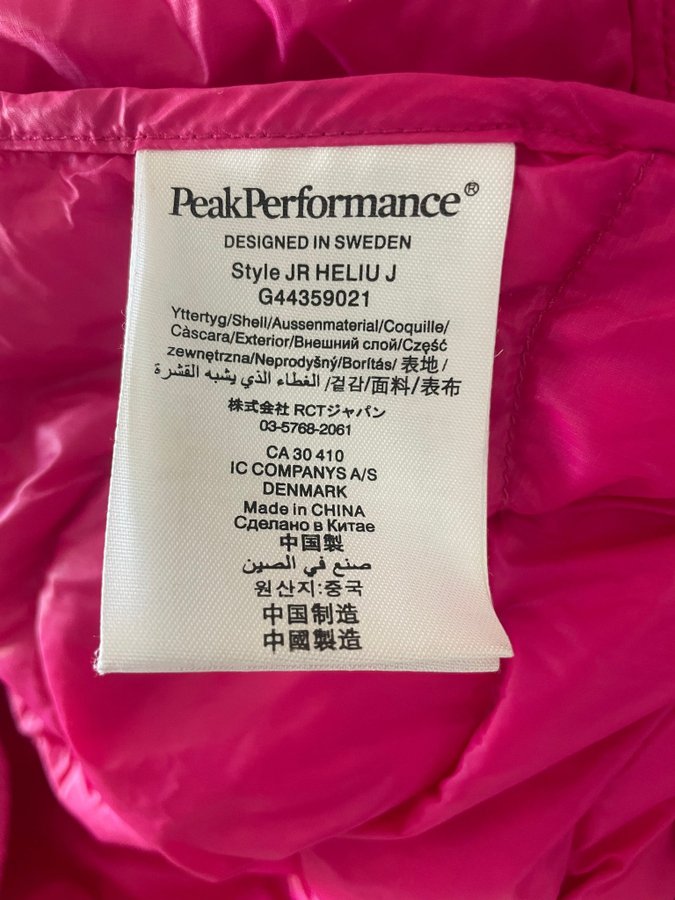 PeakPerformance®
DESIGNED IN SWEDEN
Style JR HELIU J
G44359021
Yttertyg/Shell/Aussenmaterial/Coquille/
Càscara/Exterior/Внешний слой/Część
zewnętrzna/Neprodyšný/Borítás/ 表地/
الغطاء الذي يشبه القشرة /겉감/面料/表布
株式会社 RCTジャパン
03-5768-2061
CA 30 410
IC COMPANYS A/S
DENMARK
Made in CHINA
Сделано в Китае
中国製
صنع في الصين
원산지:중국
中国制造
中國製造